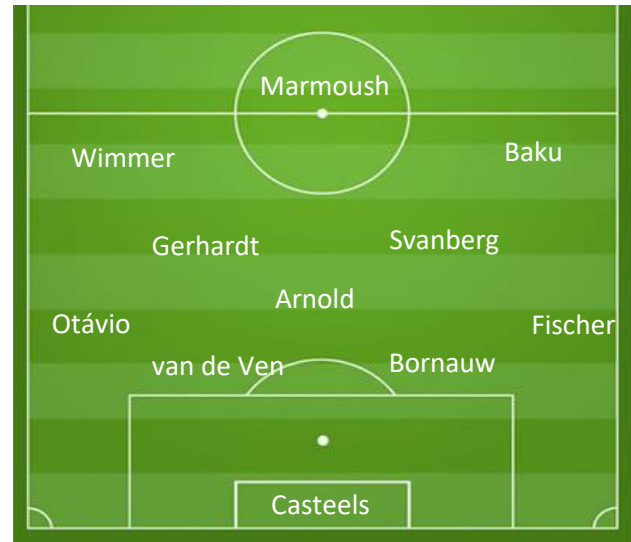 Marmoush
Wimmer
Baku
Gerhardt
Svanberg
Arnold
Otávio
Fischer
van de Ven
Bornauw
Casteels